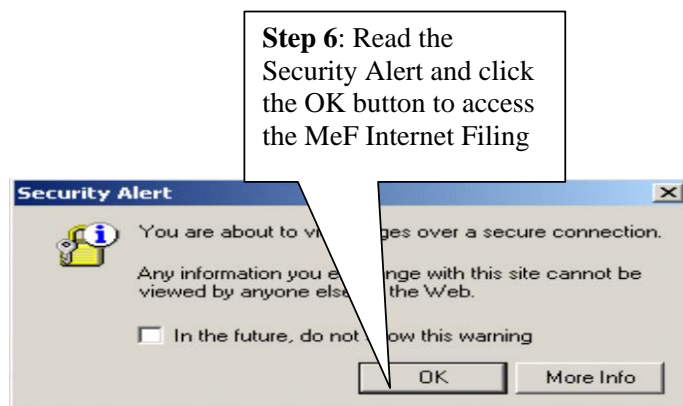 Step 6: Read the
Security Alert and click
the OK button to access
the MeF Internet Filing
Security Alert
You are about to vi ges over a secure connection.
Any information you e nge with this site cannot be
viewed by anyone else the Web.
In the future, do not ow this warning
OK
More Info